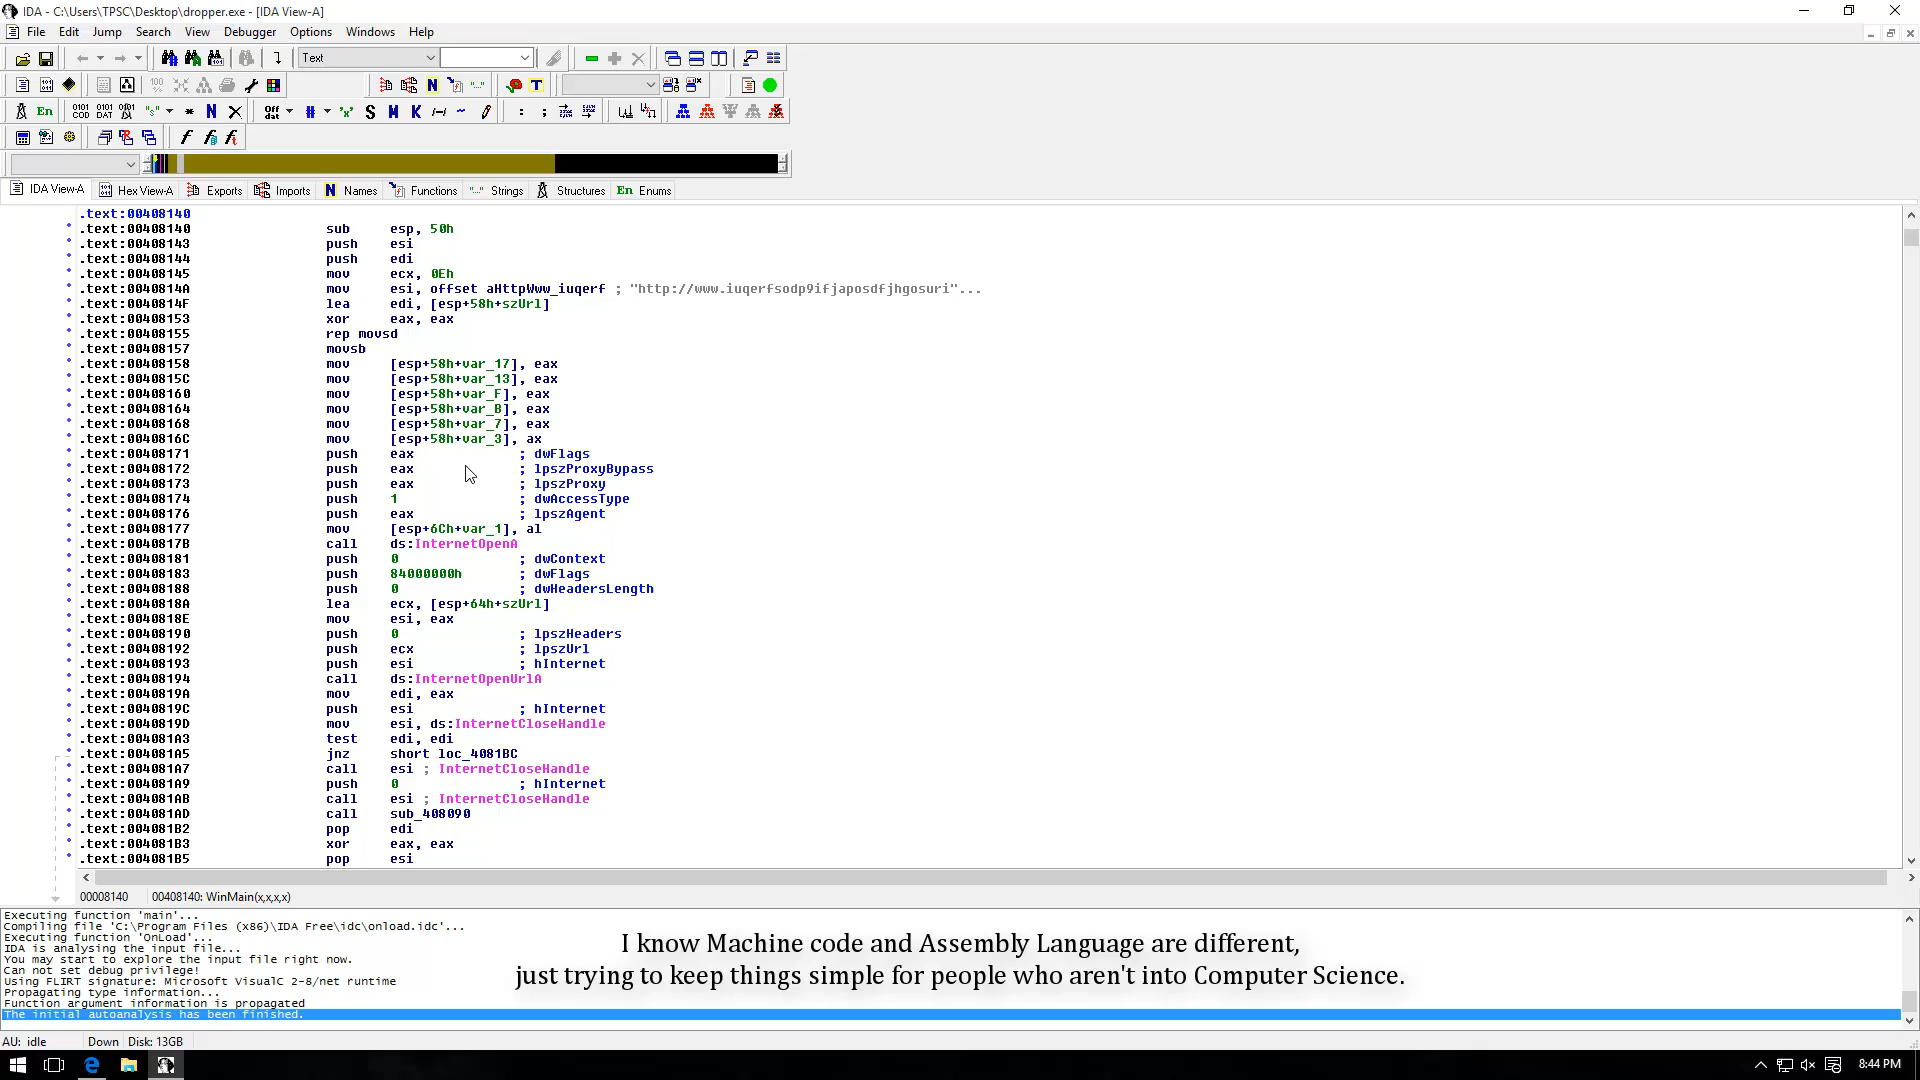 IDA - C:\Users\TPSC\Desktop\dropper.exe - [IDA View-A]
File Edit Jump Search View Debugger Options Windows Help
Text
IDA View-A Hex View-A Exports Imports N Names Functions Strings Structures En Enums
.text:00408140
.text:00408140 sub esp, 50h
.text:00408143 push esi
.text:00408144 push edi
.text:00408145 mov ecx, 0Eh
.text:0040814A mov esi, offset aHttpWww_iuqerf ; "http://www.iuqerfsodp9ifjaposdfjhgosuri"...
.text:0040814F lea edi, [esp+58h+szUrl]
.text:00408153 xor eax, eax
.text:00408155 rep movsd
.text:00408157 movsb
.text:00408158 mov [esp+58h+var_17], eax
.text:0040815C mov [esp+58h+var_13], eax
.text:00408160 mov [esp+58h+var_F], eax
.text:00408164 mov [esp+58h+var_B], eax
.text:00408168 mov [esp+58h+var_7], eax
.text:0040816C mov [esp+58h+var_3], ax
.text:00408171 push eax ; dwFlags
.text:00408172 push eax ; lpszProxyBypass
.text:00408173 push eax ; lpszProxy
.text:00408174 push 1 ; dwAccessType
.text:00408176 push eax ; lpszAgent
.text:00408177 mov [esp+6Ch+var_1], al
.text:0040817B call ds:InternetOpenA
.text:00408181 push 0 ; dwContext
.text:00408183 push 84000000h ; dwFlags
.text:00408188 push 0 ; dwHeadersLength
.text:0040818A lea ecx, [esp+64h+szUrl]
.text:0040818E mov esi, eax
.text:00408190 push 0 ; lpszHeaders
.text:00408192 push ecx ; lpszUrl
.text:00408193 push esi ; hInternet
.text:00408194 call ds:InternetOpenUrlA
.text:0040819A mov edi, eax
.text:0040819C push esi ; hInternet
.text:0040819D mov esi, ds:InternetCloseHandle
.text:004081A3 test edi, edi
.text:004081A5 jnz short loc_4081BC
.text:004081A7 call esi ; InternetCloseHandle
.text:004081A9 push 0 ; hInternet
.text:004081AB call esi ; InternetCloseHandle
.text:004081AD call sub_408090
.text:004081B2 pop edi
.text:004081B3 xor eax, eax
.text:004081B5 pop esi
00008140 00408140: WinMain(x,x,x,x)
Executing function 'main'...
Compiling file 'C:\Program Files (x86)\IDA Free\idc\onload.idc'...
Executing function 'OnLoad'...
IDA is analysing the input file...
You may start to explore the input file right now.
Can not set debug privilege!
Using FLIRT signature: Microsoft VisualC 2-8/net runtime
Propagating type information...
Function argument information is propagated
The initial autoanalysis has been finished.
I know Machine code and Assembly Language are different,
just trying to keep things simple for people who aren't into Computer Science.
AU: idle Down Disk: 13GB
8:44 PM